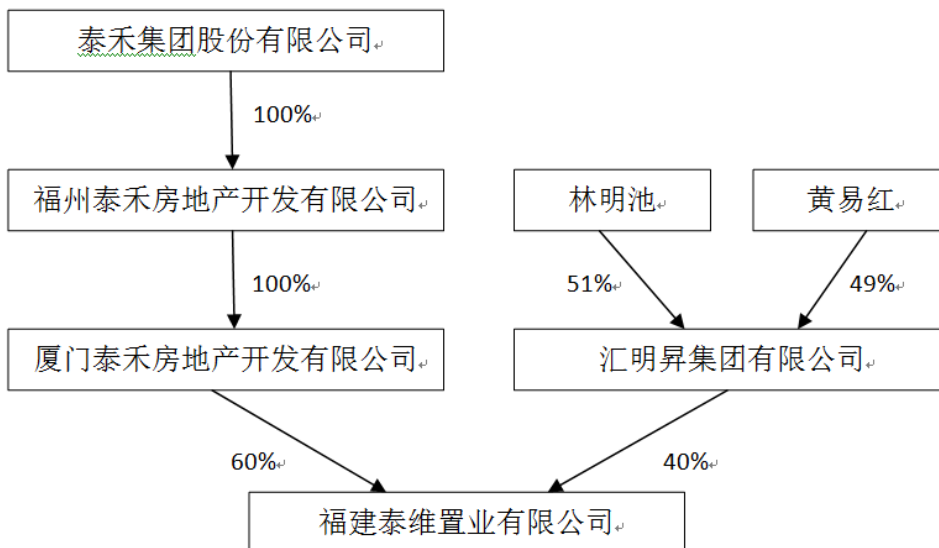 泰禾集团股份有限公司
100%
福州泰禾房地产开发有限公司
林明池
黄易红
100%
51%
49%
厦门泰禾房地产开发有限公司
汇明昇集团有限公司
60%
40%
福建泰维置业有限公司